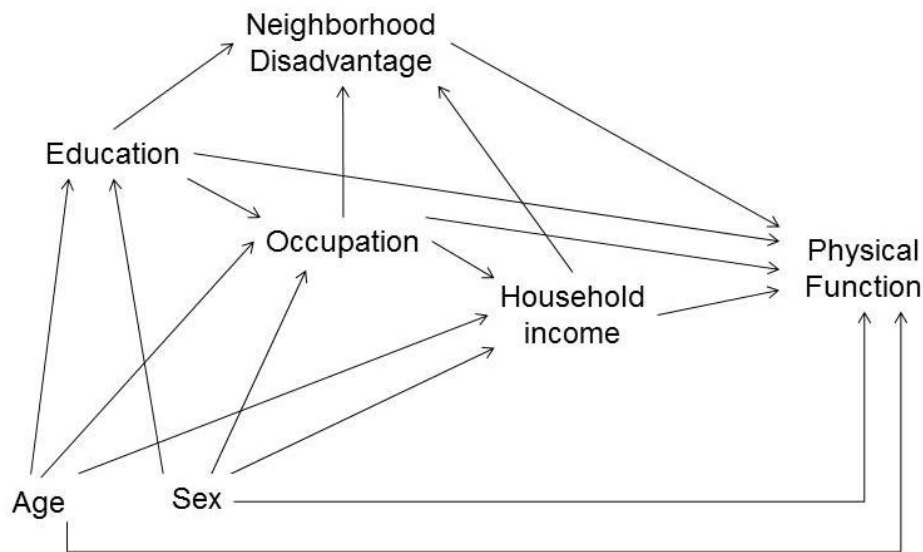 Neighborhood
Disadvantage
Education
Occupation
Physical
Function
Household
income
Age
Sex